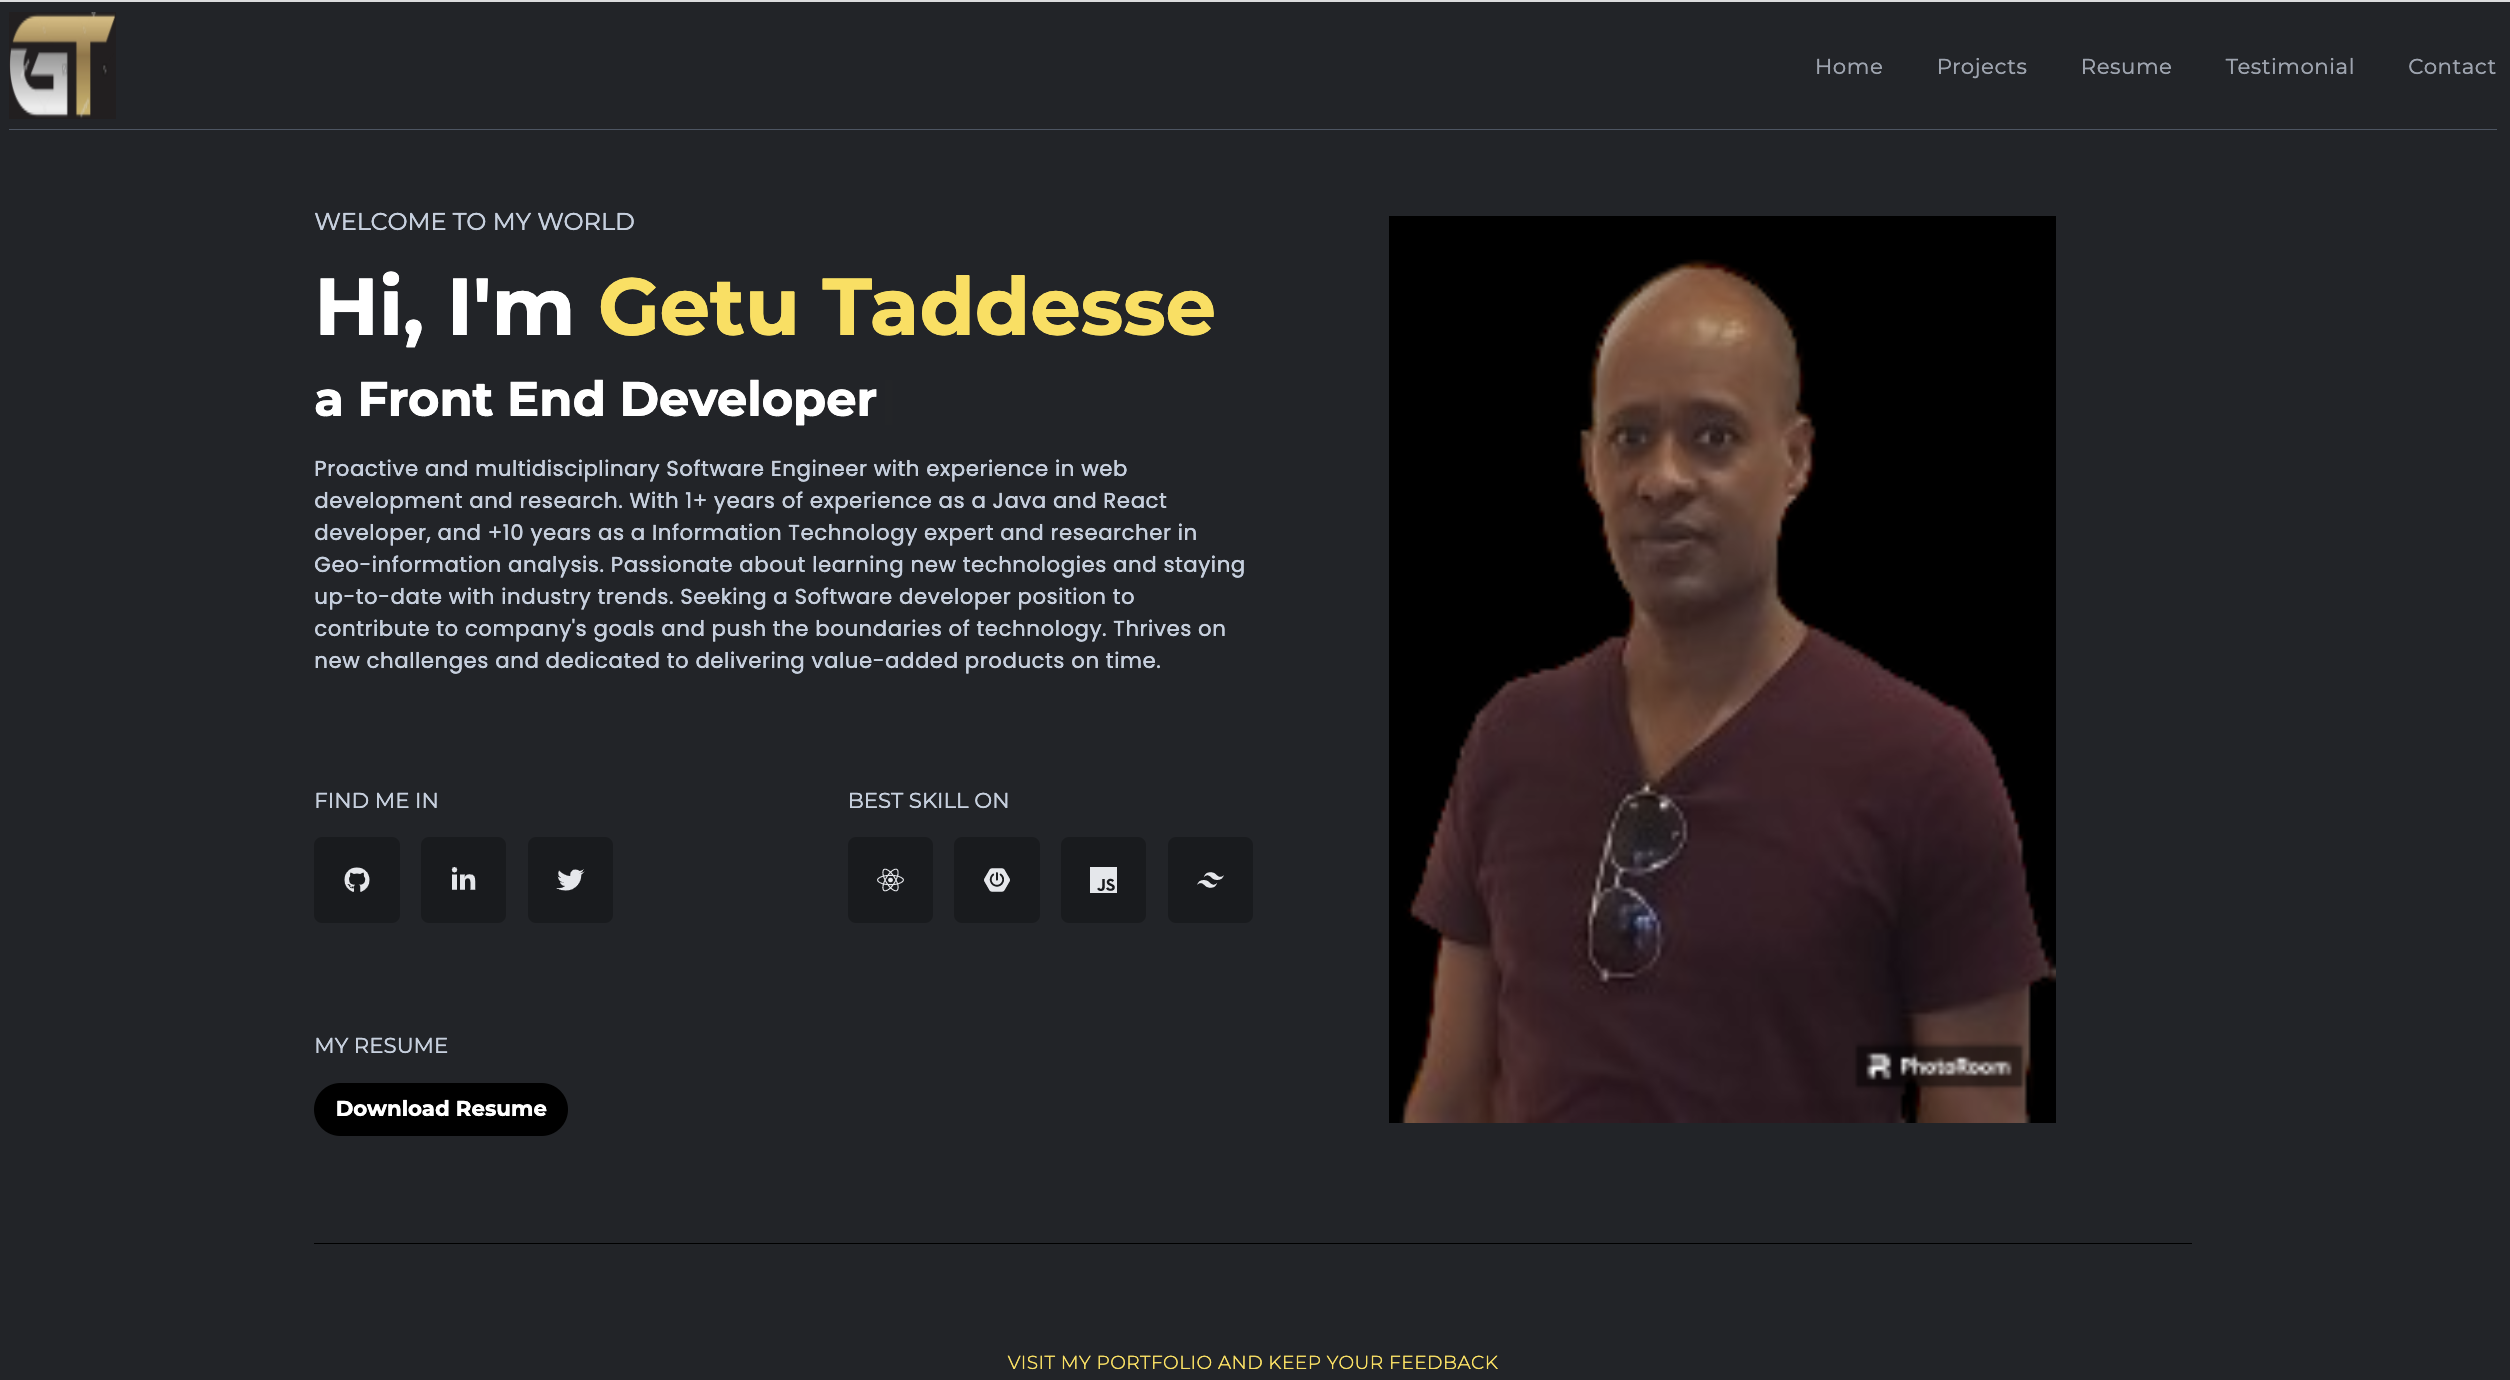 GT
Home Projects Resume Testimonial Contact
WELCOME TO MY WORLD
Hi, I'm Getu Taddesse
a Front End Developer
Proactive and multidisciplinary Software Engineer with experience in web
development and research. With 1+ years of experience as a Java and React
developer, and +10 years as a Information Technology expert and researcher in
Geo-information analysis. Passionate about learning new technologies and staying
up-to-date with industry trends. Seeking a Software developer position to
contribute to company's goals and push the boundaries of technology. Thrives on
new challenges and dedicated to delivering value-added products on time.
FIND ME IN
in
BEST SKILL ON
JS
MY RESUME
Download Resume
PhotoRoom
VISIT MY PORTFOLIO AND KEEP YOUR FEEDBACK